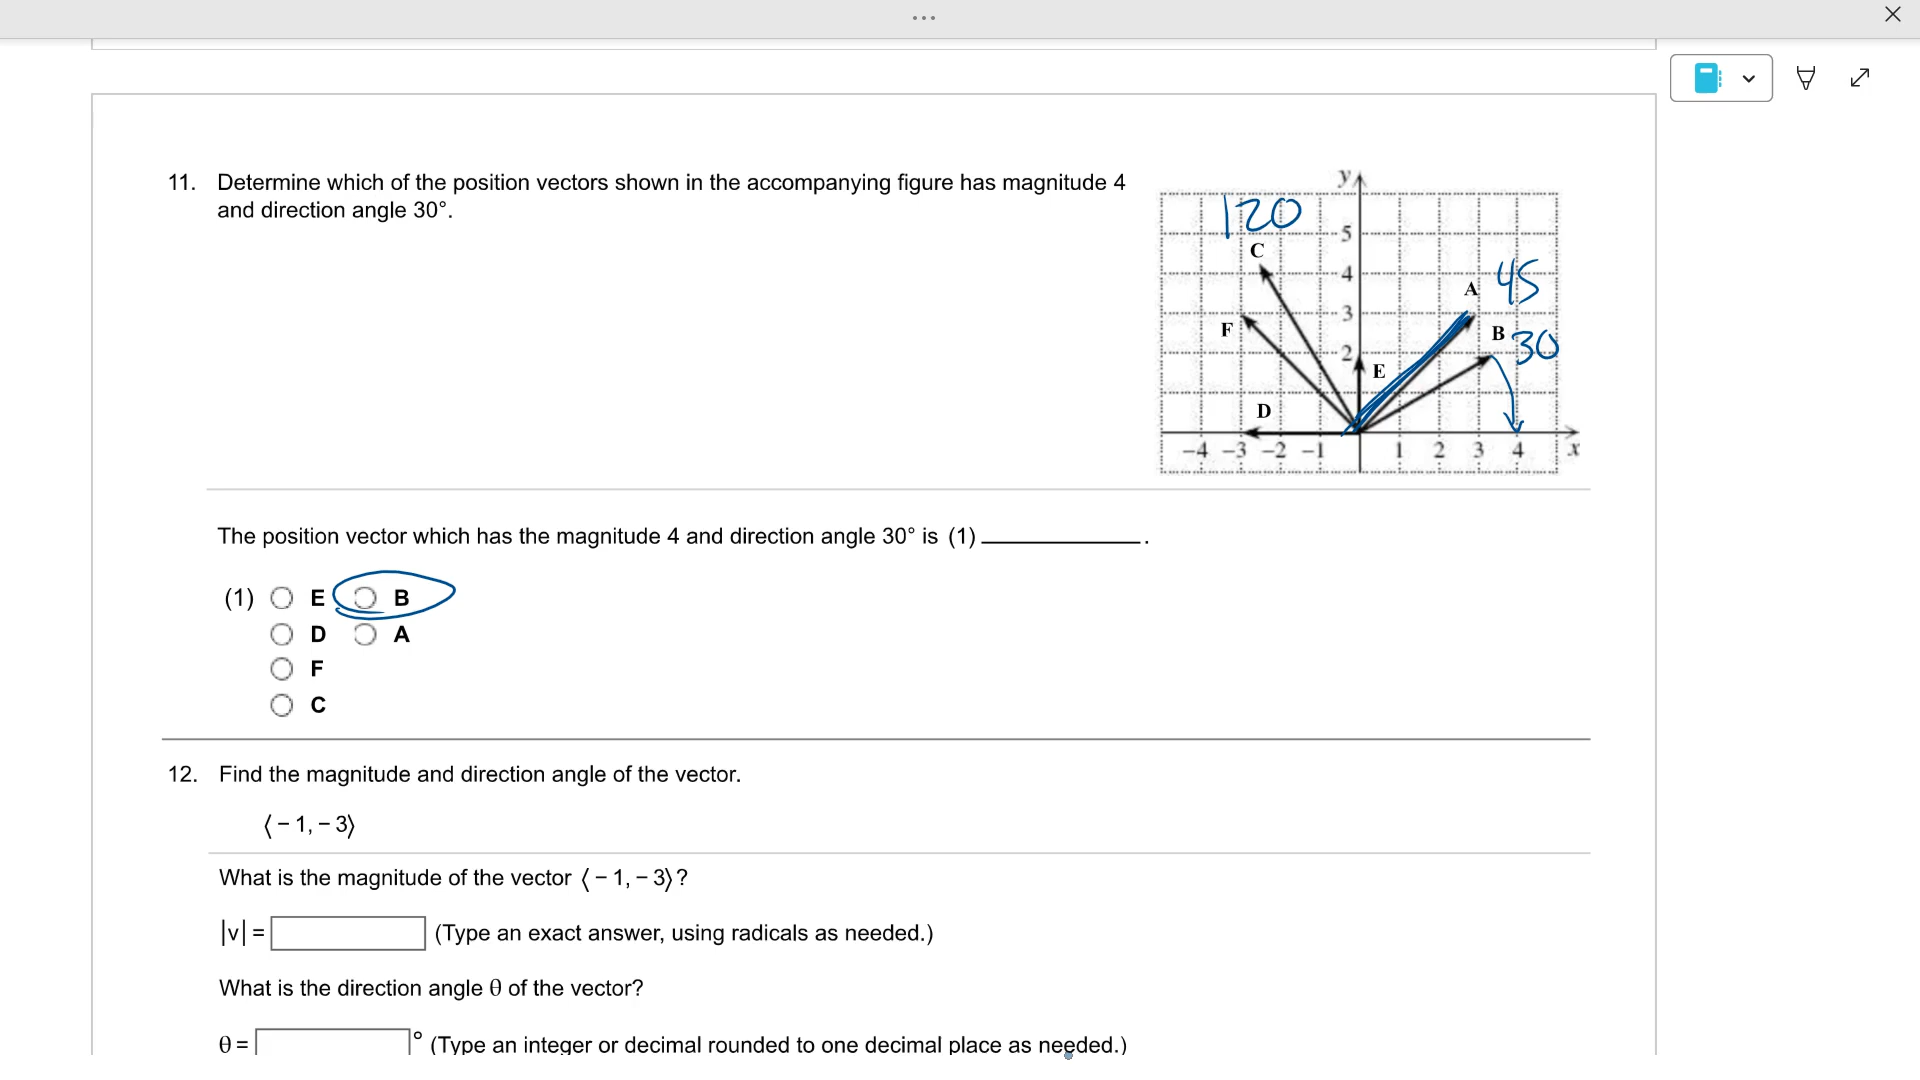 11. Determine which of the position vectors shown in the accompanying figure has magnitude 4
and direction angle 30°.
y
120
5
C
4
45
A
3
F
B
30
2
E
D
−4 −3 −2 −1 1 2 3 4 x
The position vector which has the magnitude 4 and direction angle 30° is (1) ____________ .
(1) E B
D A
F
C
12. Find the magnitude and direction angle of the vector.
⟨ − 1, − 3⟩
What is the magnitude of the vector ⟨ − 1, − 3⟩?
|v| = (Type an exact answer, using radicals as needed.)
What is the direction angle θ of the vector?
θ = ° (Type an integer or decimal rounded to one decimal place as needed.)